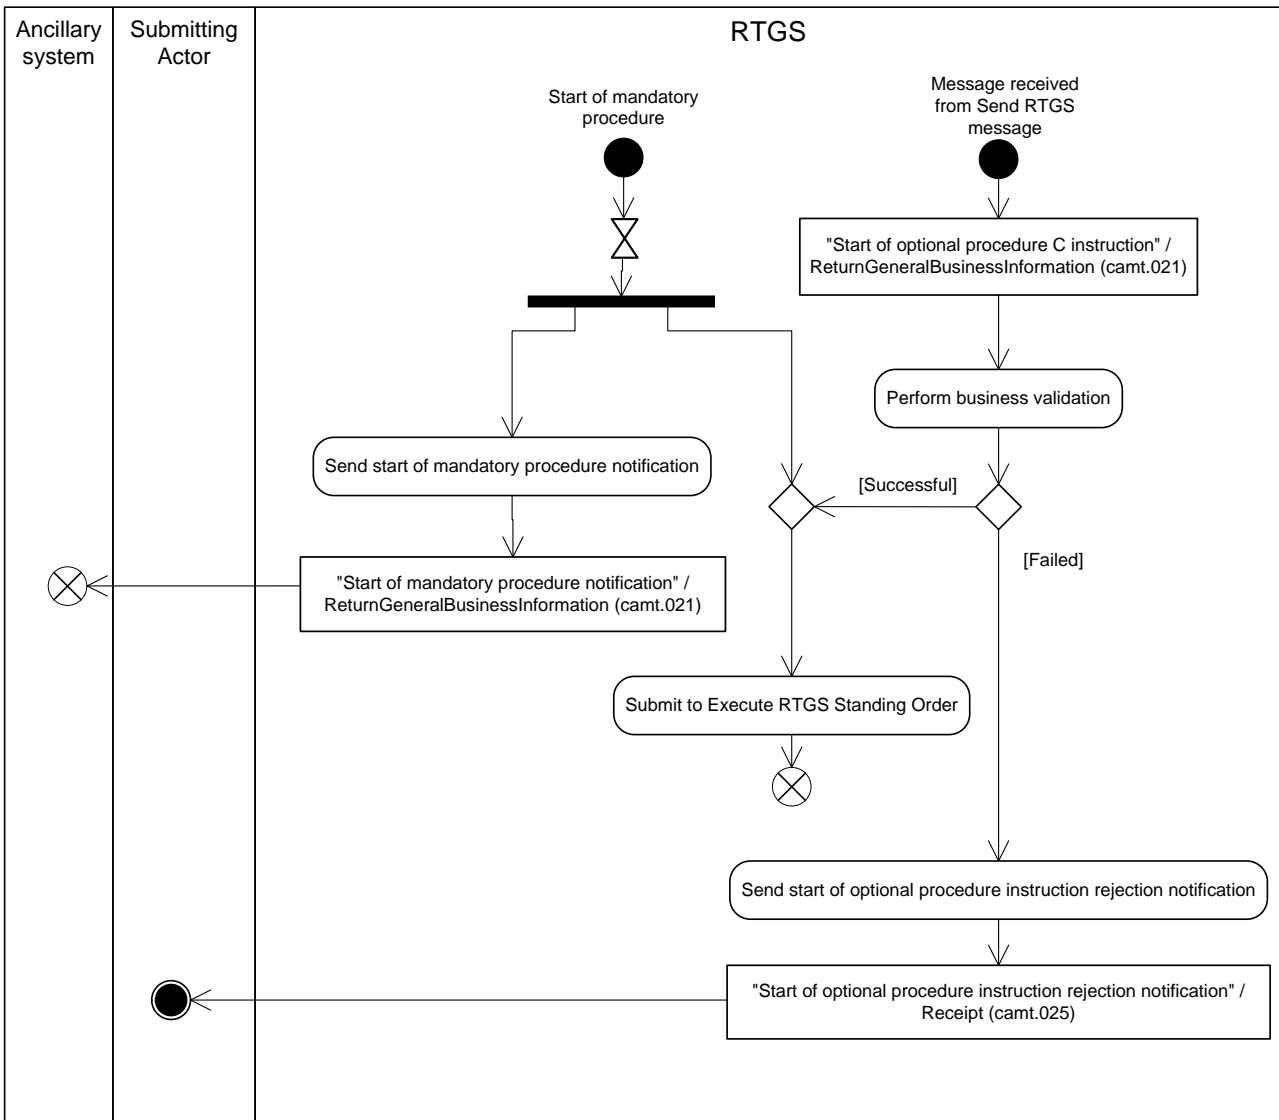 Ancillary
system
Submitting
Actor
RTGS
Start of mandatory
procedure
Message received
from Send RTGS
message
"Start of optional procedure C instruction" /
ReturnGeneralBusinessInformation (camt.021)
Perform business validation
Send start of mandatory procedure notification
[Successful]
[Failed]
"Start of mandatory procedure notification" /
ReturnGeneralBusinessInformation (camt.021)
Submit to Execute RTGS Standing Order
Send start of optional procedure instruction rejection notification
"Start of optional procedure instruction rejection notification" /
Receipt (camt.025)